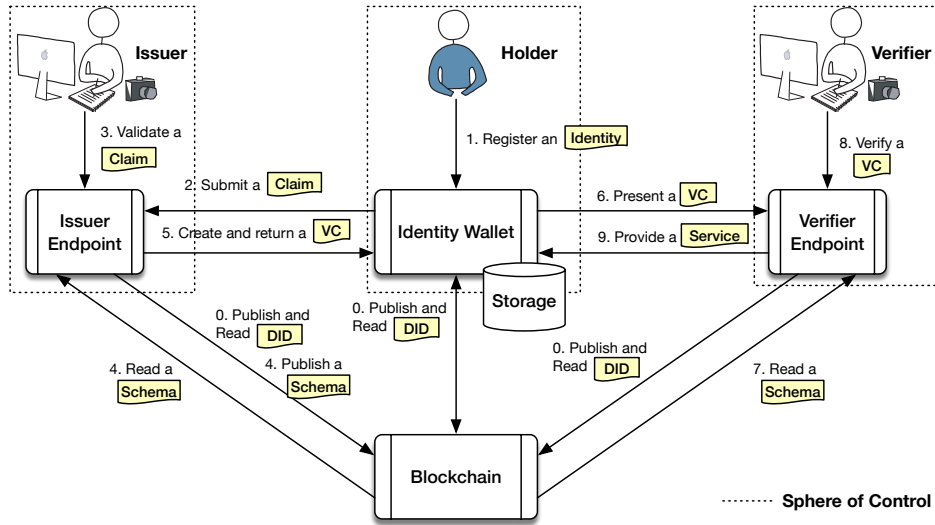 Issuer
Holder
Verifier
3. Validate a
Claim
1. Register an Identity
8. Verify a
VC
2. Submit a Claim
6. Present a VC
Issuer
Endpoint
Identity Wallet
Verifier
Endpoint
5. Create and return a VC
9. Provide a Service
Storage
0. Publish and
Read DID
0. Publish and
Read DID
0. Publish and
Read DID
4. Read a
Schema
4. Publish a
Schema
7. Read a
Schema
Blockchain
Sphere of Control